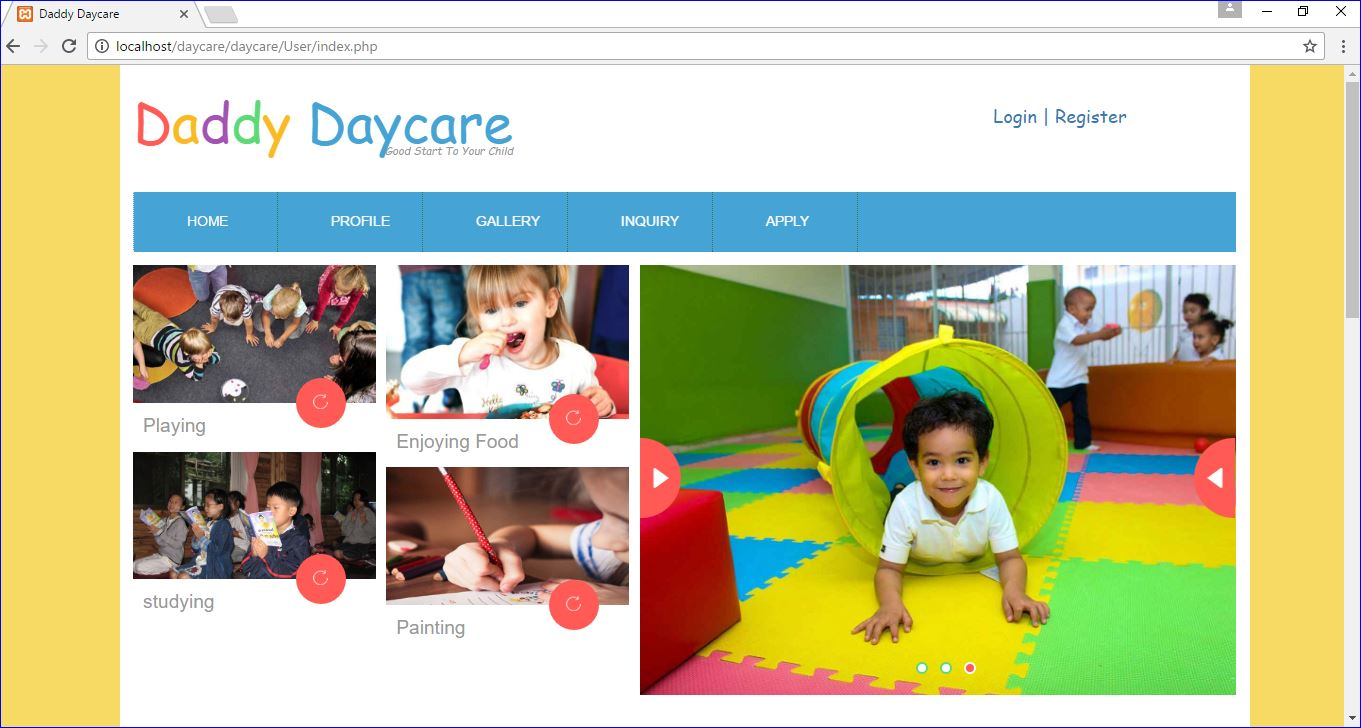 Daddy Daycare
localhost/daycare/daycare/User/index.php
Daddy Daycare
Good Start To Your Child
Login | Register
HOME PROFILE GALLERY INQUIRY APPLY
Playing
Enjoying Food
studying
Painting